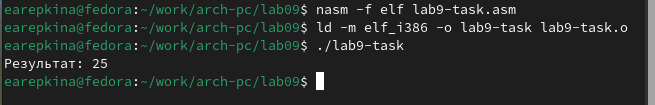 earepkina@fedora:~/work/arch-pc/lab09$ nasm -f elf lab9-task.asm
earepkina@fedora:~/work/arch-pc/lab09$ ld -m elf_i386 -o lab9-task lab9-task.o
earepkina@fedora:~/work/arch-pc/lab09$ ./lab9-task
Результат: 25
earepkina@fedora:~/work/arch-pc/lab09$